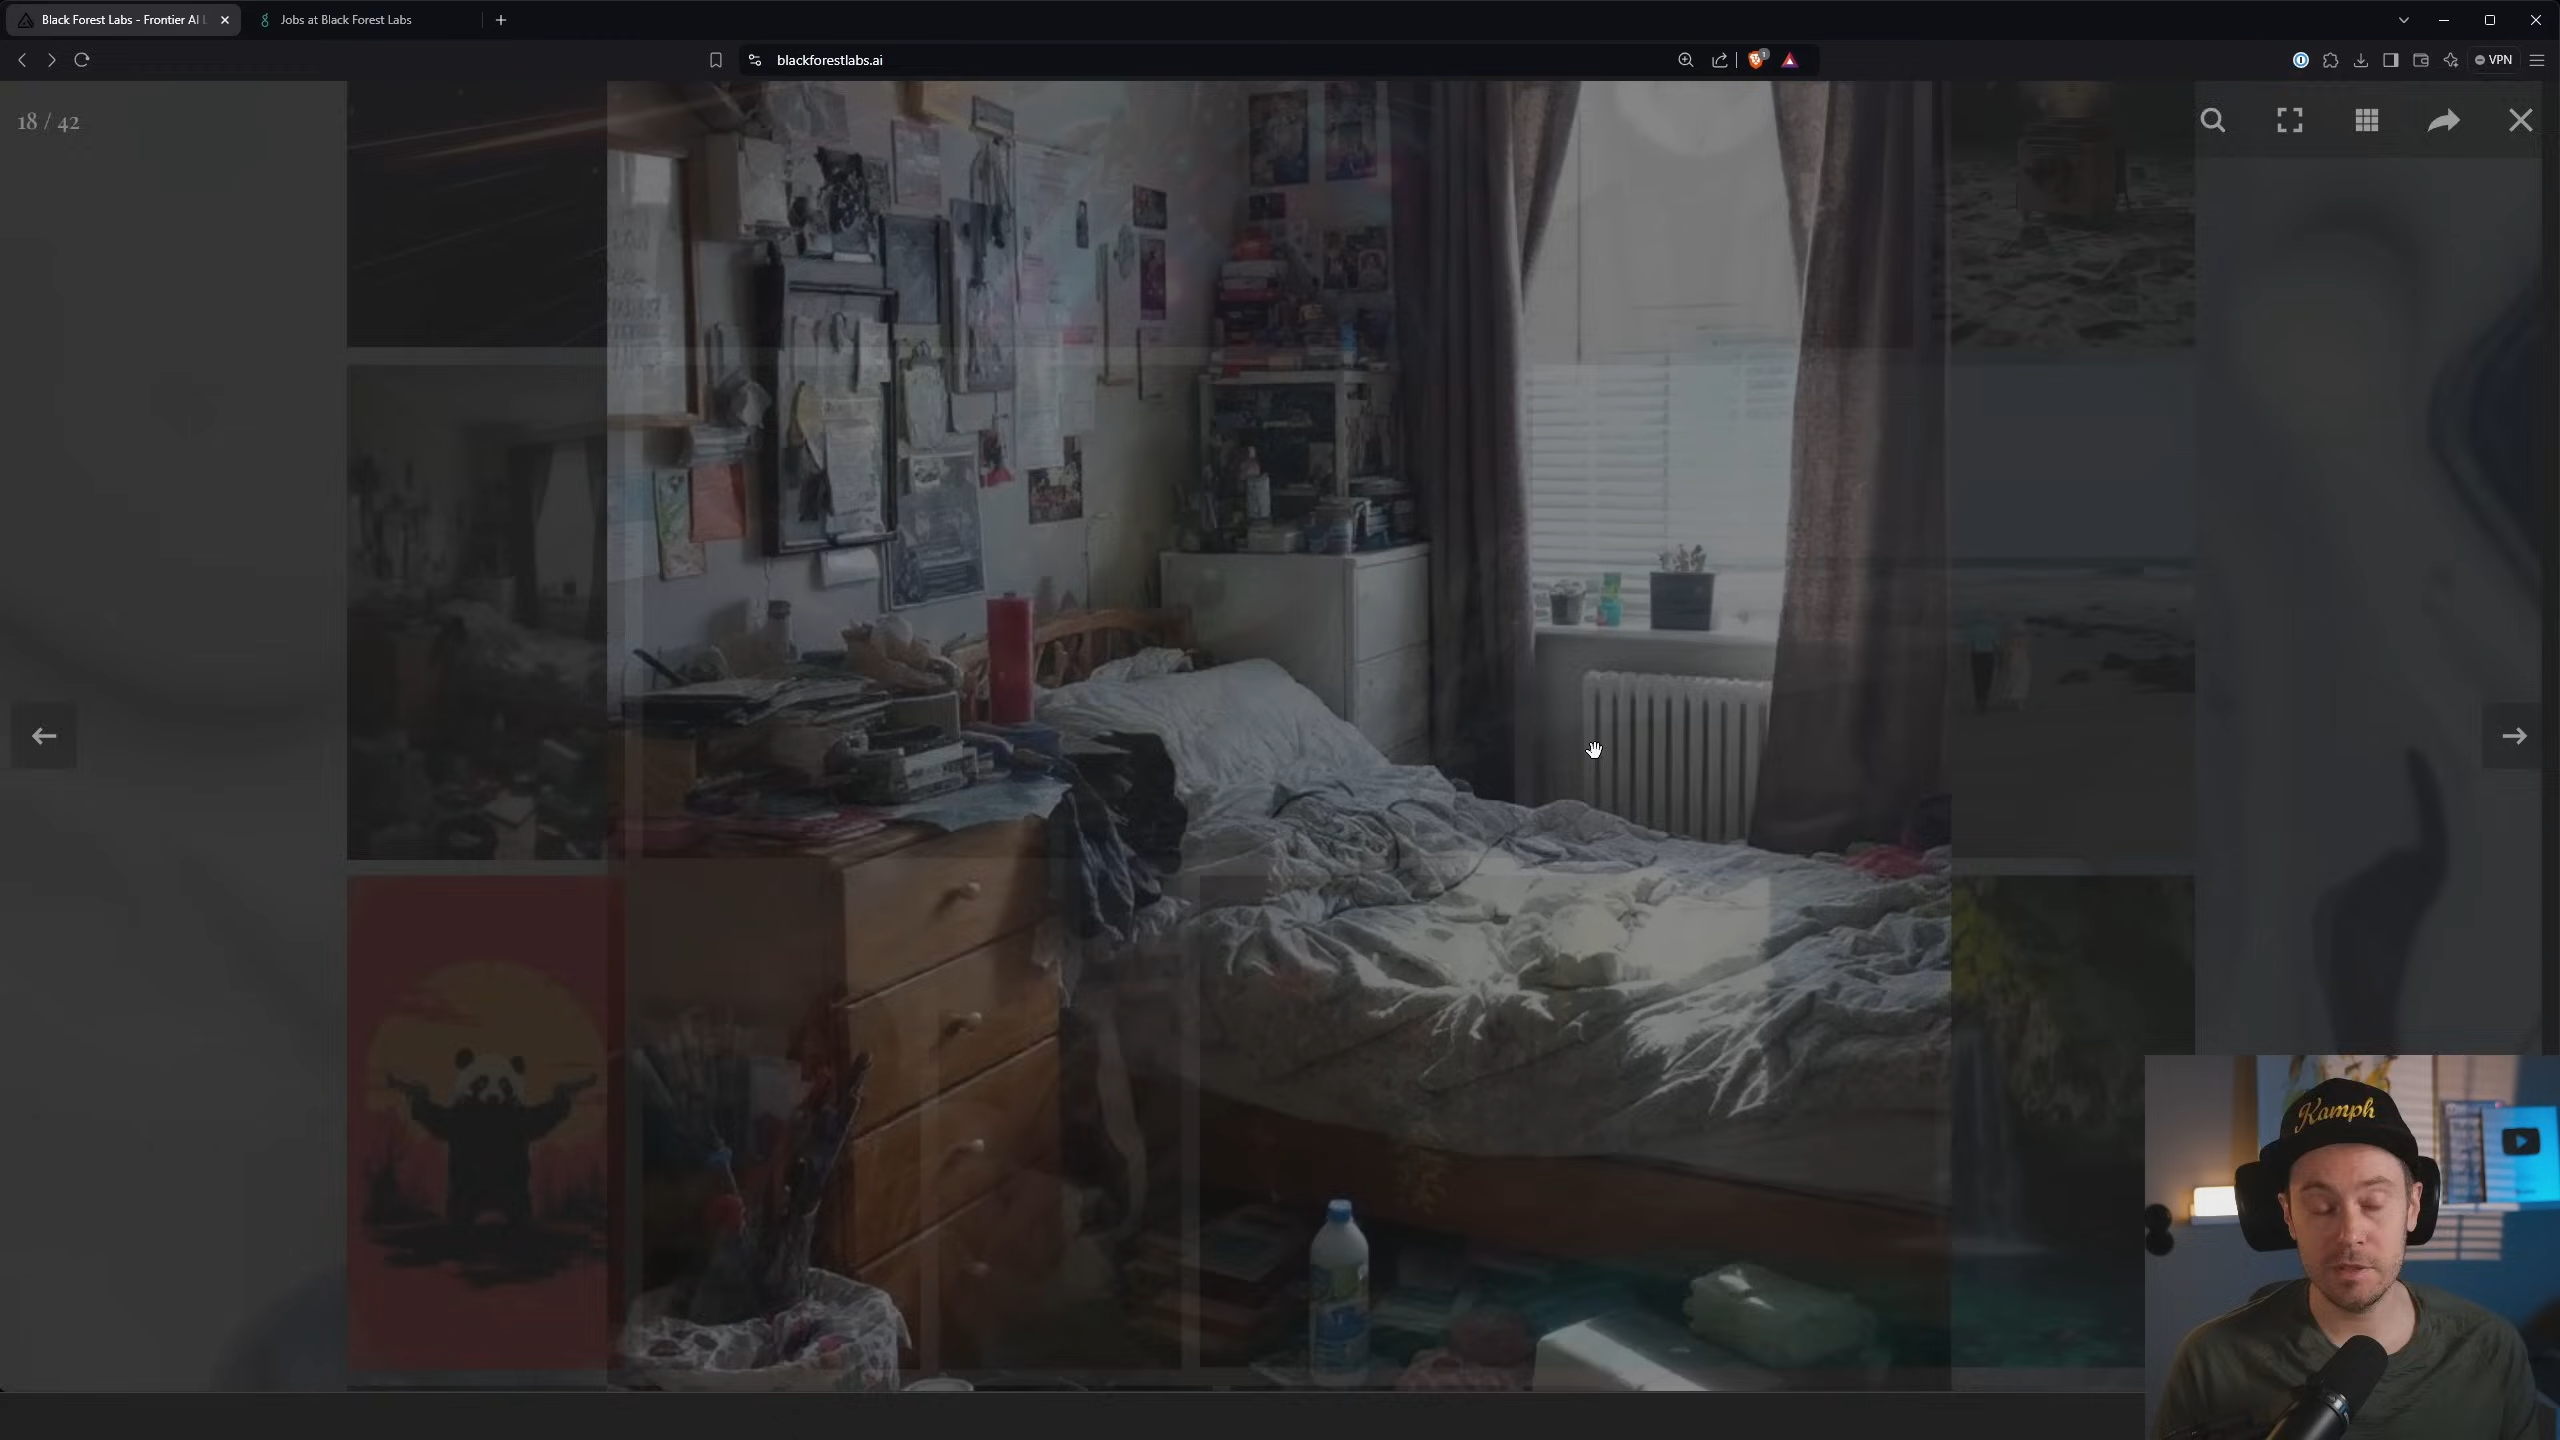 Black Forest Labs - Frontier AI L
Jobs at Black Forest Labs
blackforestlabs.ai
VPN
18 / 42
Kamph